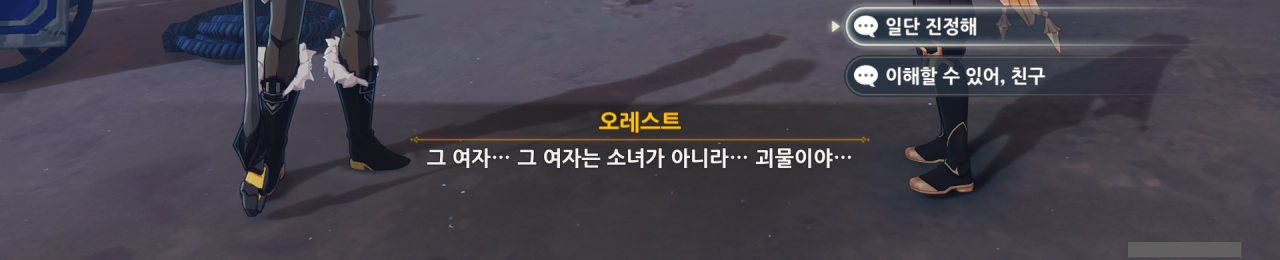 일단 진정해
이해할 수 있어, 친구
오레스트
그 여자… 그 여자는 소녀가 아니라… 괴물이야…